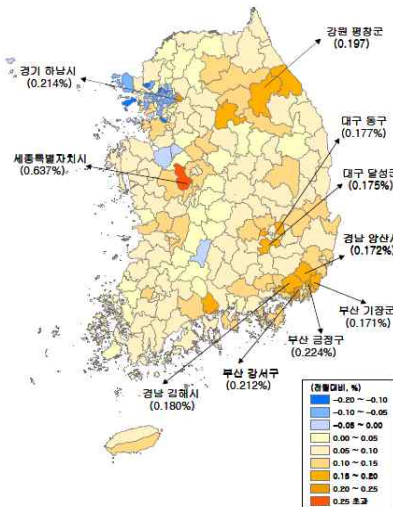 강원 평창군
(0.197)
경기 하남시
(0.214%)
대구 동구
(0.177%)
대구 달성군
(0.175%)
세종특별자치시
(0.637%)
경남 양산시
(0.172%)
부산 기장군
(0.171%)
부산 금정구
(0.224%)
부산 강서구
(0.212%)
경남 김해시
(0.180%)
(전월대비, %)
-0.20 ~ -0.10
-0.10 ~ -0.05
-0.05 ~ 0.00
0.00 ~ 0.05
0.05 ~ 0.10
0.10 ~ 0.15
0.15 ~ 0.20
0.20 ~ 0.25
0.25 초과